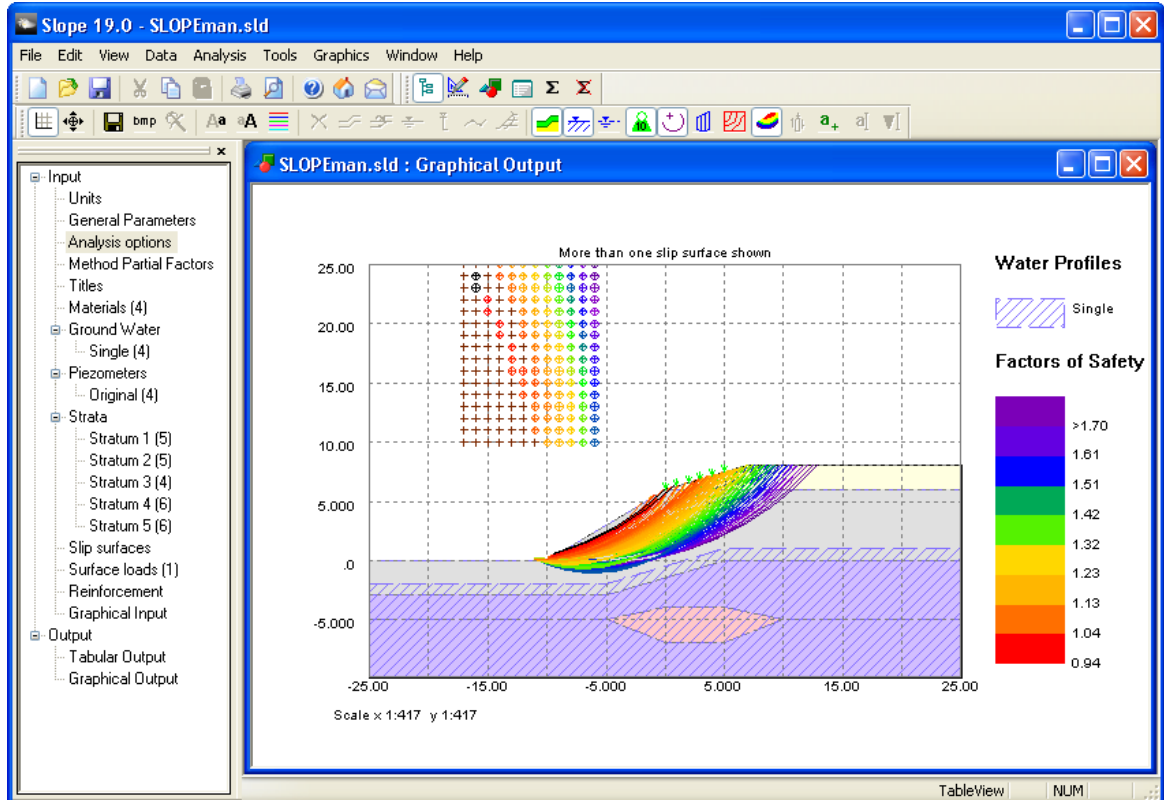 Slope 19.0 - SLOPEman.sld
File Edit View Data Analysis Tools Graphics Window Help
bmp Aa aA 10 a+ a
Input
Units
General Parameters
Analysis options
Method Partial Factors
Titles
Materials (4)
Ground Water
Single (4)
Piezometers
Original (4)
Strata
Stratum 1 (5)
Stratum 2 (5)
Stratum 3 (4)
Stratum 4 (6)
Stratum 5 (6)
Slip surfaces
Surface loads (1)
Reinforcement
Graphical Input
Output
Tabular Output
Graphical Output
SLOPEman.sld : Graphical Output
More than one slip surface shown
25.00
20.00
15.00
10.00
5.000
.0
-5.000
-25.00 -15.00 -5.000 5.000 15.00 25.00
Scale x 1:417 y 1:417
Water Profiles
Single
Factors of Safety
>1.70
1.61
1.51
1.42
1.32
1.23
1.13
1.04
0.94
TableView NUM